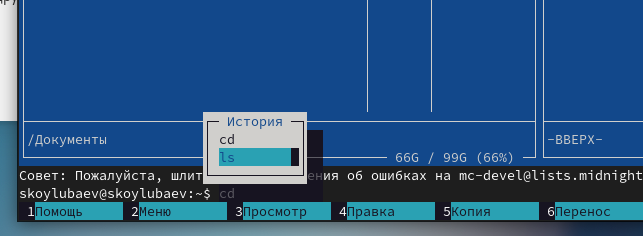 История
cd
/Документы
-ВВЕРХ-
ls
66G / 99G (66%)
Совет: Пожалуйста, шлит ния об ошибках на mc-devel@lists.midnight
skoylubaev@skoylubaev:~$ cd
1Помощь 2Меню 3Просмотр 4Правка 5Копия 6Перенос